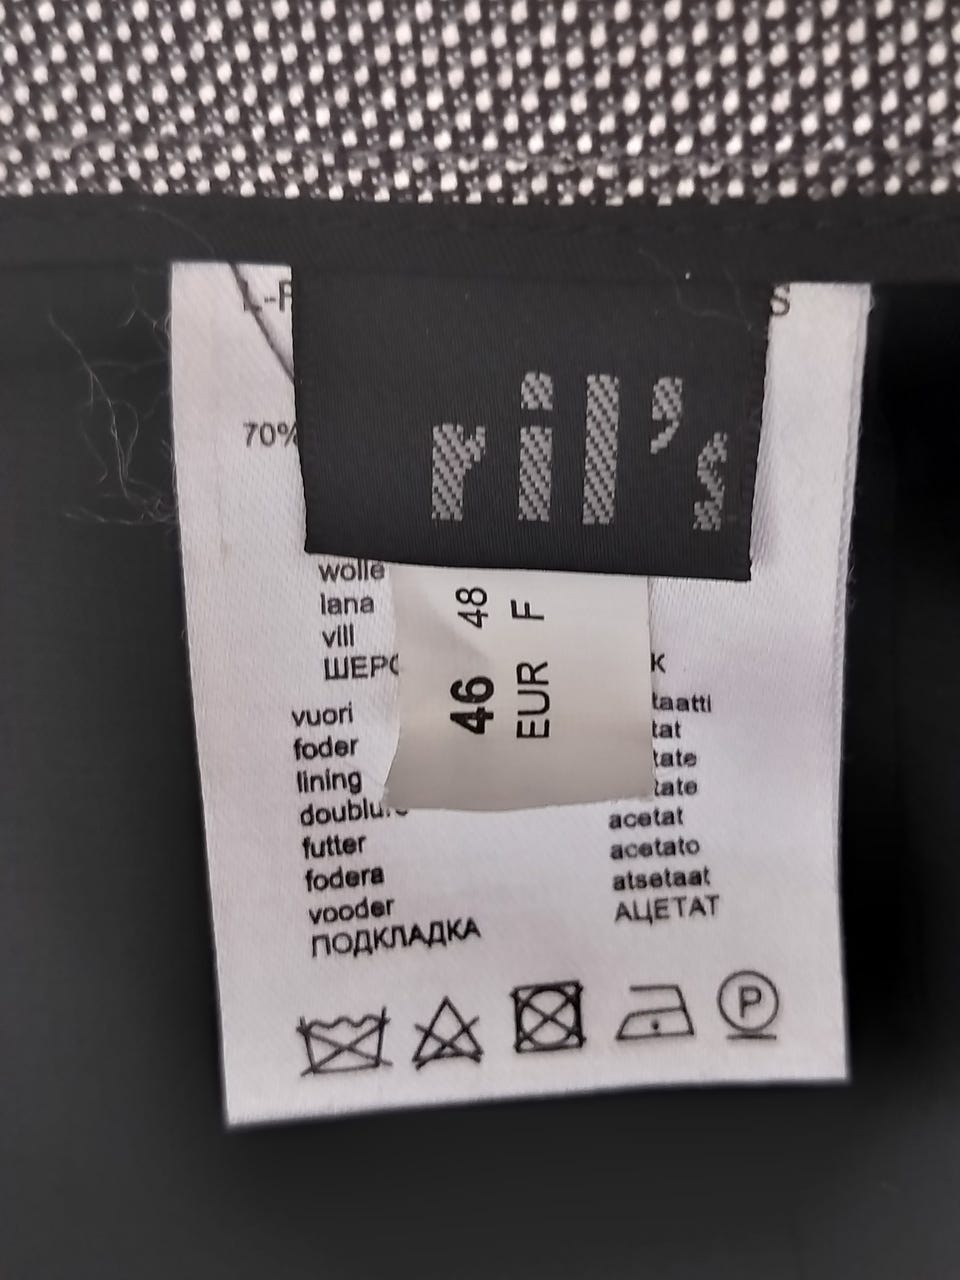 ril's
70%
wolle
lana
vill
46 48
EUR F
vuori
foder
lining
futter
fodera
vooder
ПОДКЛАДКА
acetat
acetato
atsetaat
АЦЕТАТ
P